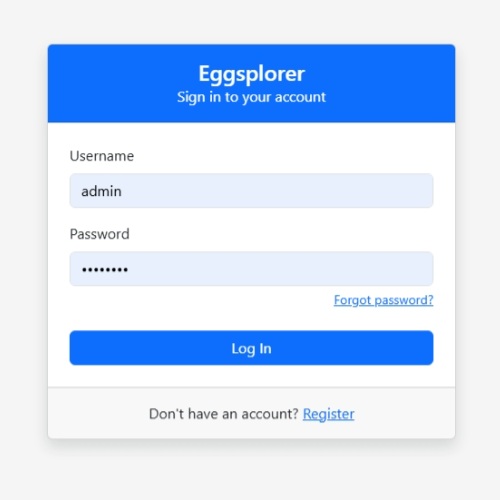 Eggsplorer
Sign in to your account
Username
admin
Password
••••••••
Forgot password?
Log In
Don't have an account? Register